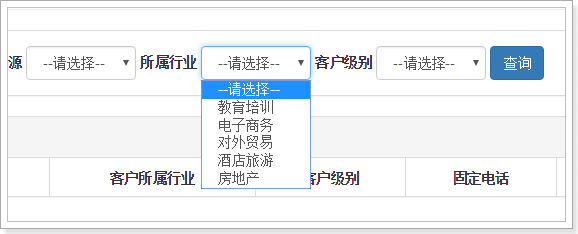 源 --请选择-- 所属行业 --请选择-- 客户级别 --请选择-- 查询
--请选择--
教育培训
电子商务
对外贸易
酒店旅游
房地产
客户所属行业 客户级别 固定电话